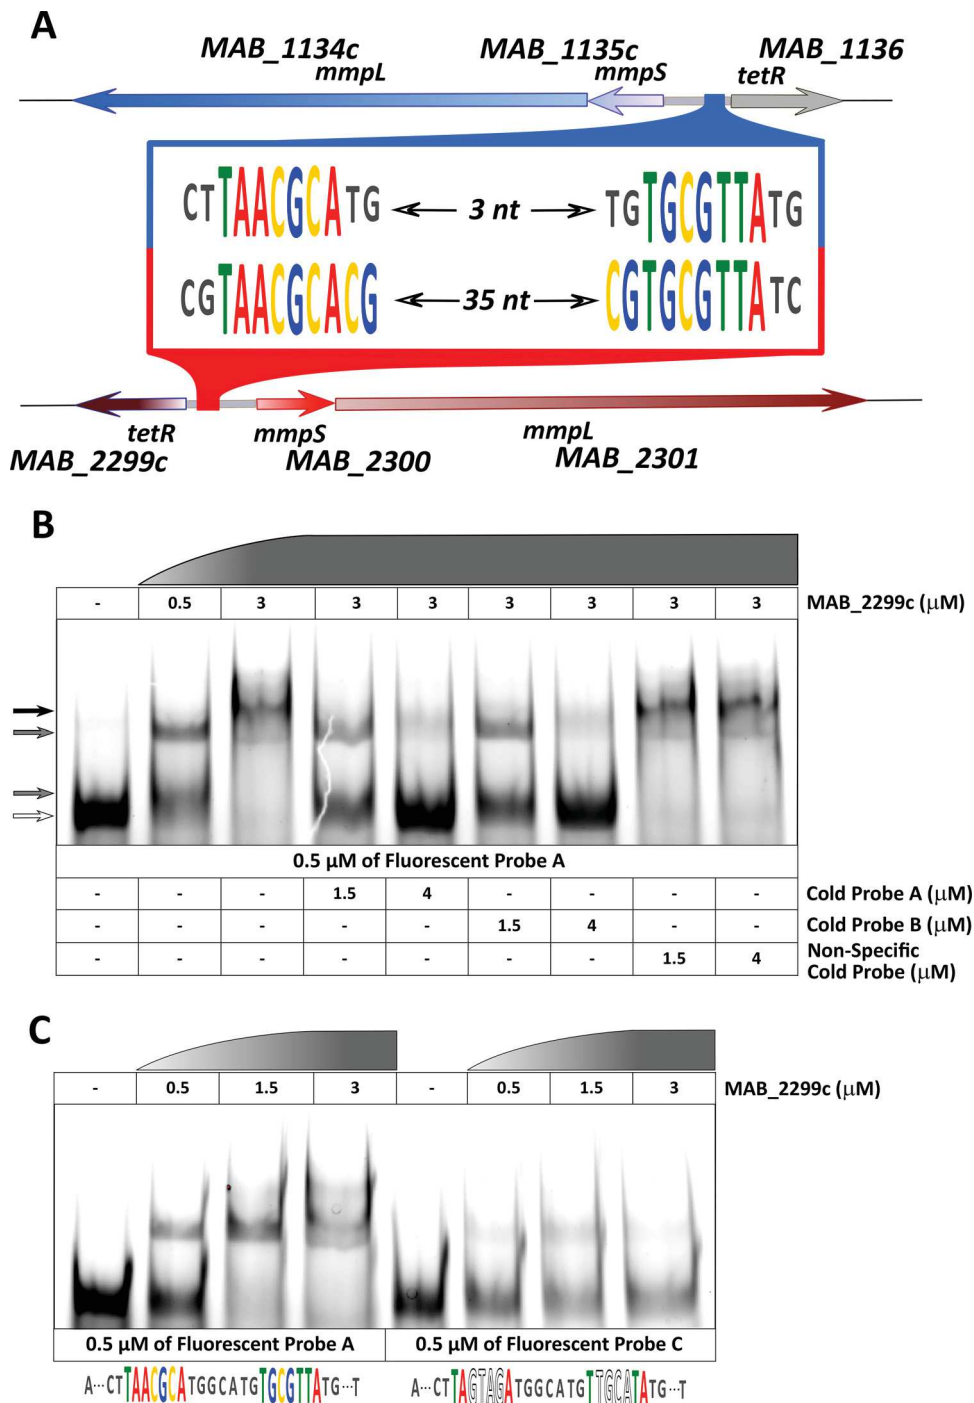 A
MAB_1134c MAB_1135c MAB_1136
mmpL mmpS tetR
CTTAACGCATG 3 nt TGTGCGTTATG
CGTAACGCACG 35 nt CGTGCGTTATC
tetR mmpS mmpL
MAB_2299c MAB_2300 MAB_2301
B
- 0.5 3 3 3 3 3 3 3 MAB_2299c (μM)
0.5 μM of Fluorescent Probe A
- - - 1.5 4 - - - - Cold Probe A (μM)
- - - - - 1.5 4 - - Cold Probe B (μM)
- - - - - - - 1.5 4 Non-Specific
Cold Probe (μM)
C
- 0.5 1.5 3 - 0.5 1.5 3 MAB_2299c (μM)
0.5 μM of Fluorescent Probe A 0.5 μM of Fluorescent Probe C
A···CTTAACGCATGGCATGTGCGTTATG···T A···CTTAGTAGATGGCATGTTGCATATG···T